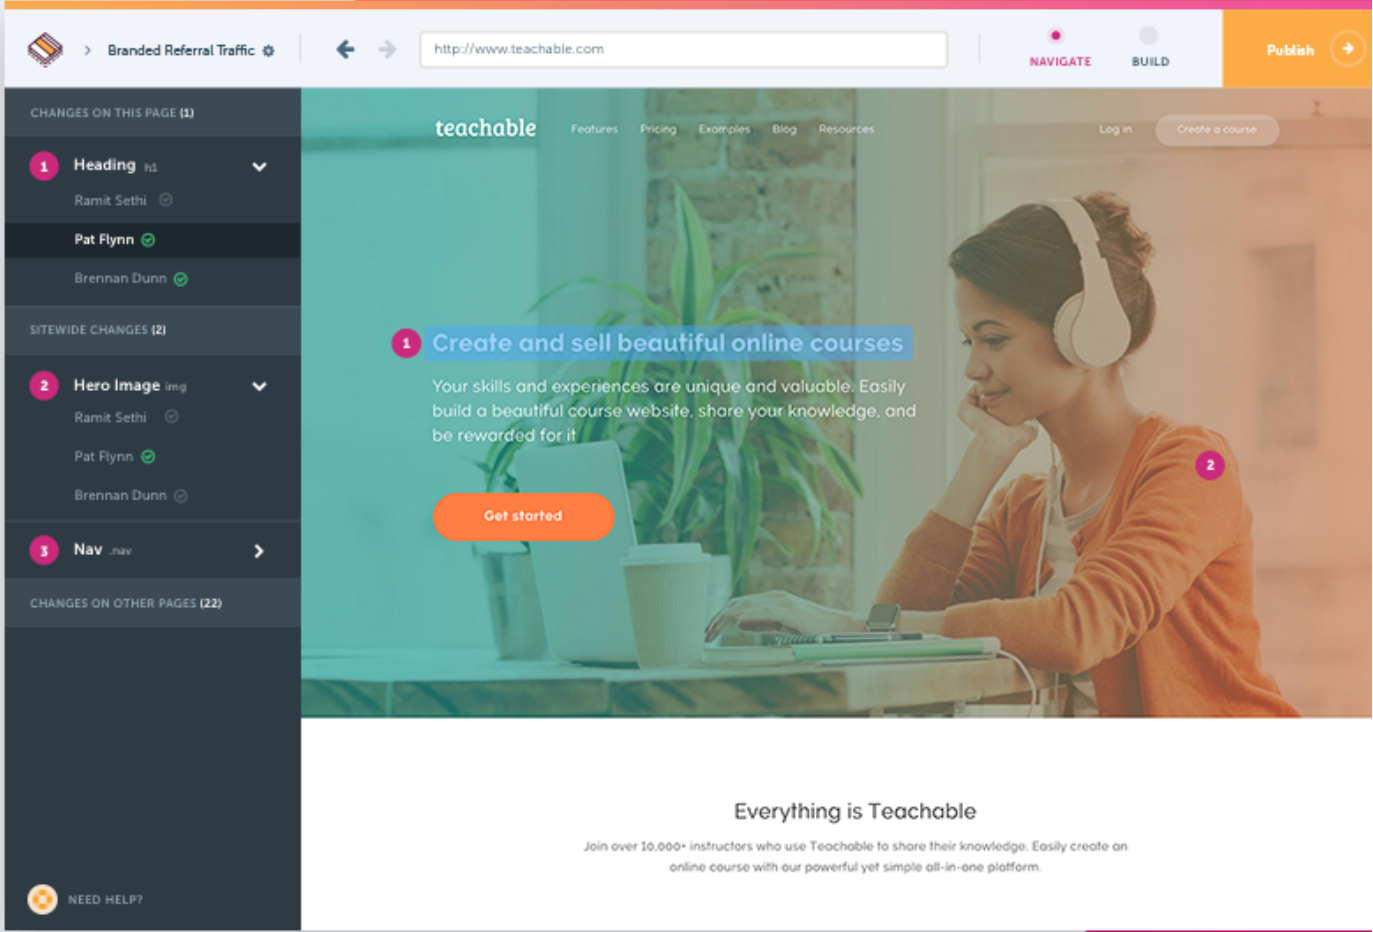 Branded Referral Traffic
http://www.teachable.com
NAVIGATE
BUILD
Publish
CHANGES ON THIS PAGE (1)
1 Heading h1
Ramit Sethi
Pat Flynn
Brennan Dunn
SITEWIDE CHANGES (2)
2 Hero Image img
Ramit Sethi
Pat Flynn
Brennan Dunn
3 Nav .nav
CHANGES ON OTHER PAGES (22)
NEED HELP?
teachable
Features Pricing Examples Blog Resources
Log in
Create a course
1 Create and sell beautiful online courses
Your skills and experiences are unique and valuable. Easily
build a beautiful course website, share your knowledge, and
be rewarded for it
2
Get started
Everything is Teachable
Join over 10,000+ instructors who use Teachable to share their knowledge. Easily create an
online course with our powerful yet simple all-in-one platform.